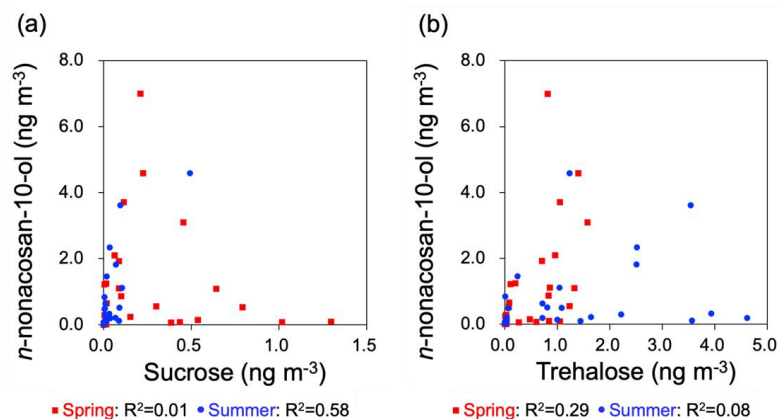 (a)
(b)
n-nonacosan-10-ol (ng m-3)
8.0
6.0
4.0
2.0
0.0
0.0 0.5 1.0 1.5
Sucrose (ng m-3)
Spring: R2=0.01 Summer: R2=0.58
n-nonacosan-10-ol (ng m-3)
8.0
6.0
4.0
2.0
0.0
0.0 1.0 2.0 3.0 4.0 5.0
Trehalose (ng m-3)
Spring: R2=0.29 Summer: R2=0.08